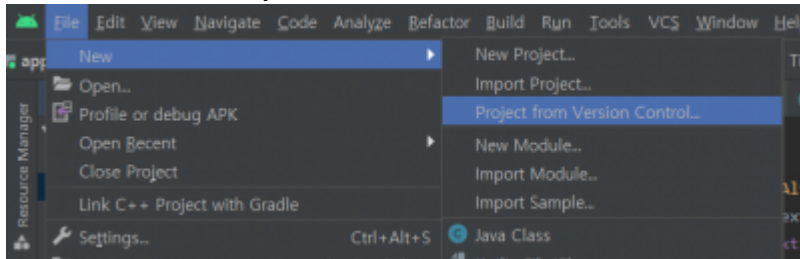 File Edit View Navigate Code Analyze Refactor Build Run Tools VCS Window Help
app
New
Open...
Profile or debug APK
Open Recent
Close Project
Link C++ Project with Gradle
Settings... Ctrl+Alt+S
New Project...
Import Project...
Project from Version Control...
New Module...
Import Module...
Import Sample...
Java Class
Resource Manager